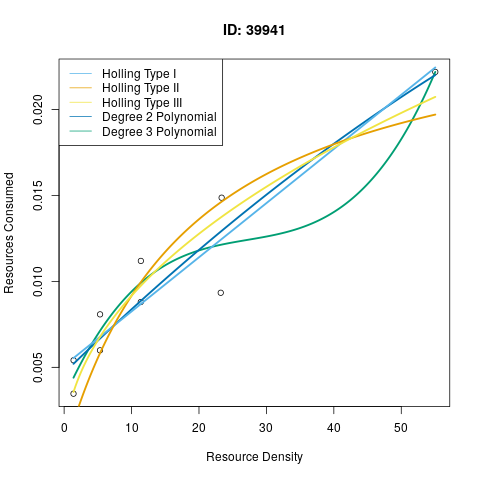 ID: 39941
Holling Type I
Holling Type II
Holling Type III
Degree 2 Polynomial
Degree 3 Polynomial
Resources Consumed
0.020
0.015
0.010
0.005
0 10 20 30 40 50
Resource Density